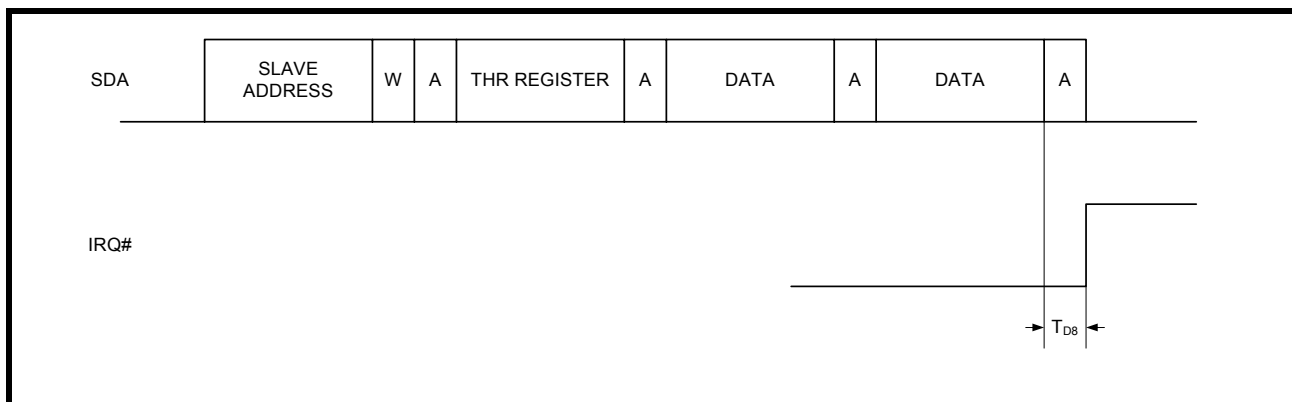 SDA
SLAVE
ADDRESS
W
A
THR REGISTER
A
DATA
A
DATA
A
IRQ#
TD8